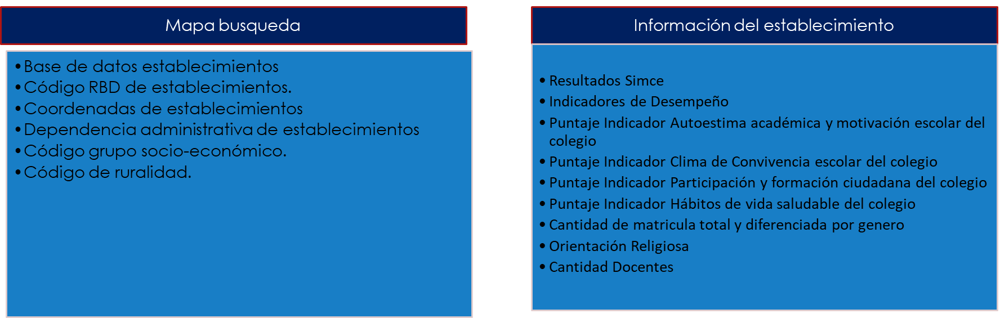 Mapa busqueda
•Base de datos establecimientos
•Código RBD de establecimientos.
•Coordenadas de establecimientos
•Dependencia administrativa de establecimientos
•Código grupo socio-económico.
•Código de ruralidad.
Información del establecimiento
•Resultados Simce
•Indicadores de Desempeño
•Puntaje Indicador Autoestima académica y motivación escolar del
colegio
•Puntaje Indicador Clima de Convivencia escolar del colegio
•Puntaje Indicador Participación y formación ciudadana del colegio
•Puntaje Indicador Hábitos de vida saludable del colegio
•Cantidad de matricula total y diferenciada por genero
•Orientación Religiosa
•Cantidad Docentes